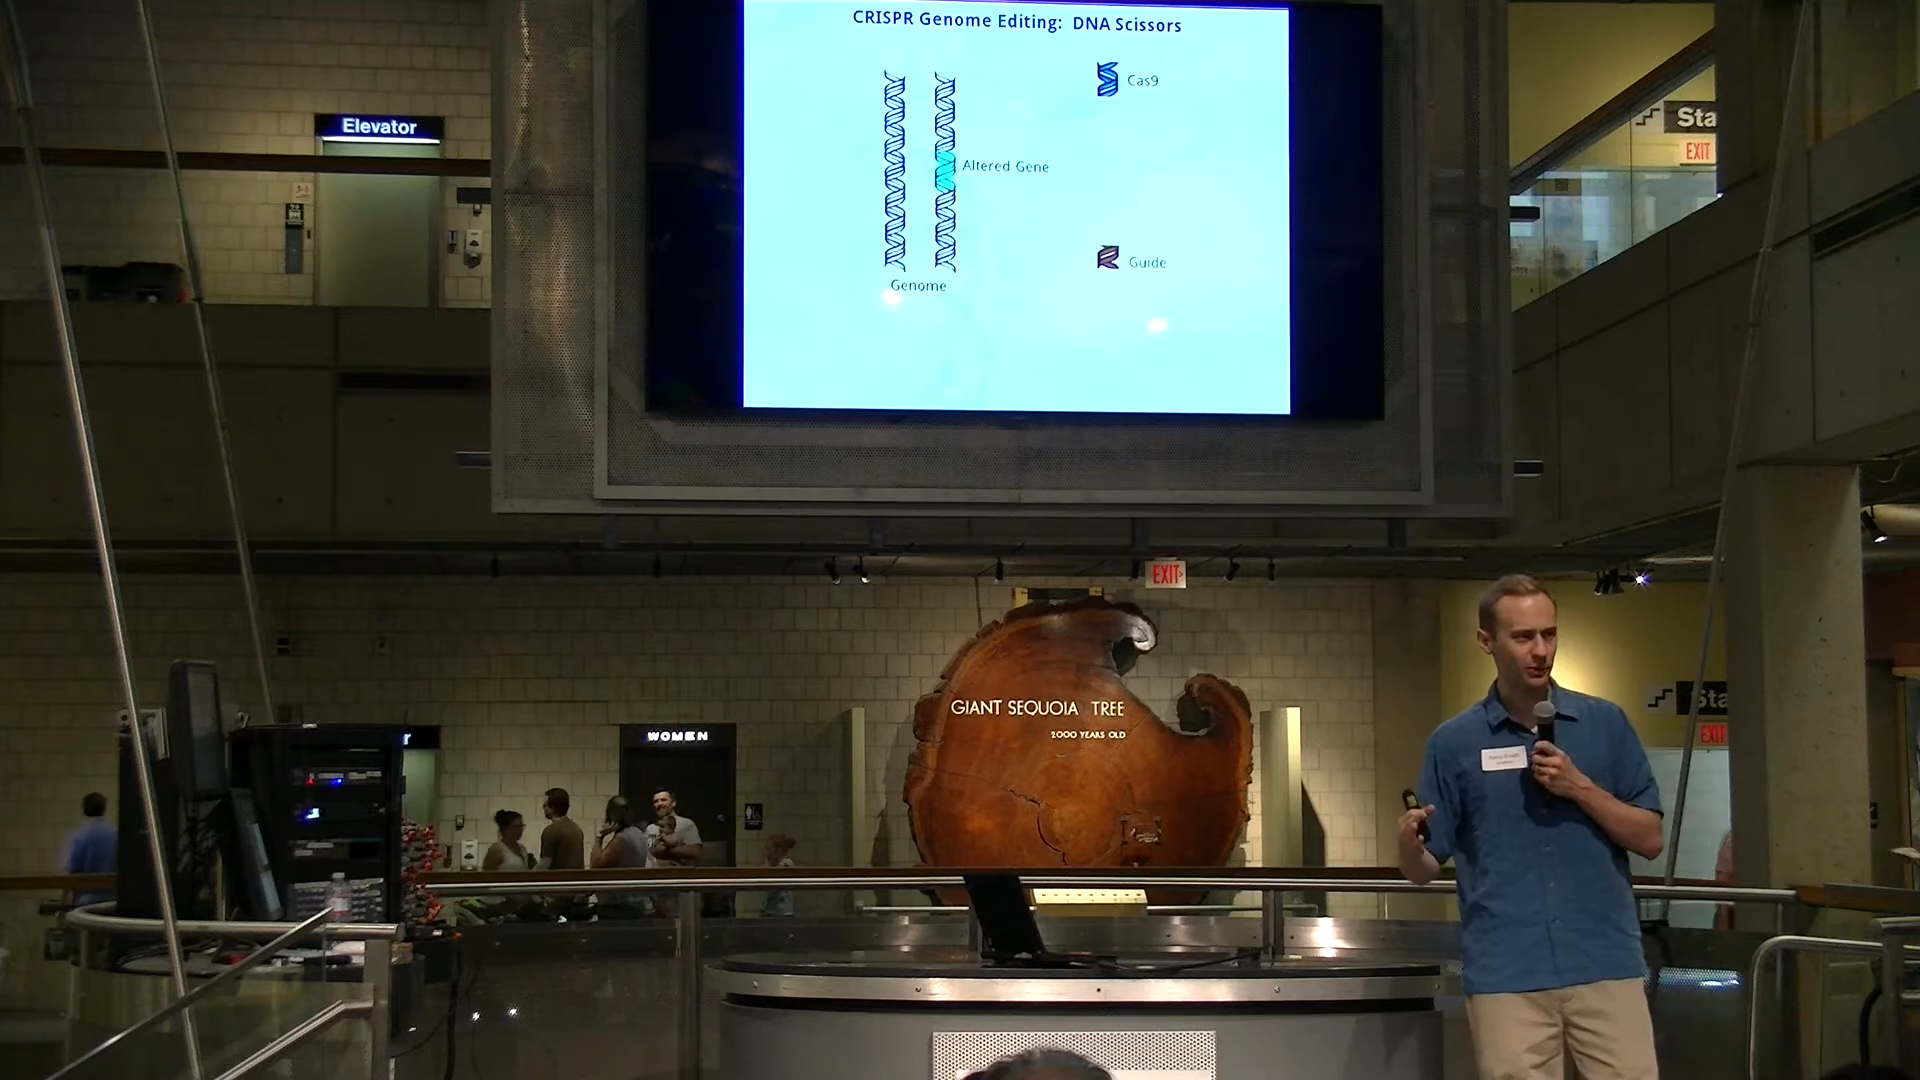 CRISPR Genome Editing: DNA Scissors
Cas9
Altered Gene
Guide
Genome
Elevator
Sta
EXIT
EXIT
GIANT SEQUOIA TREE
2000 YEARS OLD
WOMEN
r
Sta
EXIT